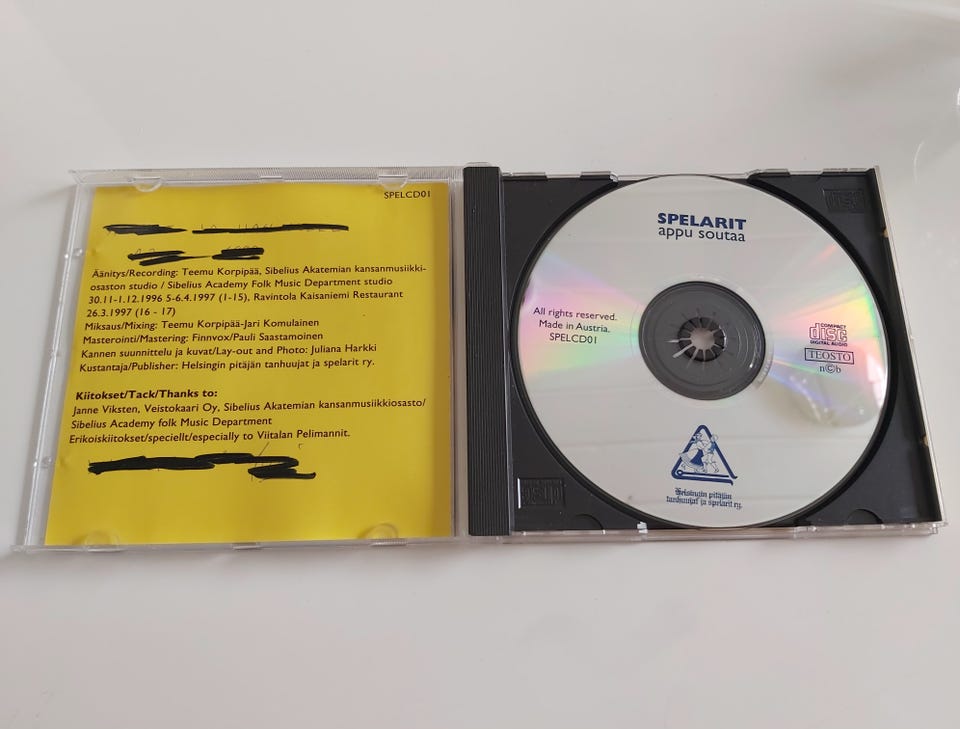 SPELCD01
Äänitys/Recording: Teemu Korpipää, Sibelius Akatemian kansanmusiikki-
osaston studio / Sibelius Academy Folk Music Department studio
30.11-1.12.1996 5-6.4.1997 (1-15), Ravintola Kaisaniemi Restaurant
26.3.1997 (16 - 17)
Miksaus/Mixing: Teemu Korpipää-Jari Komulainen
Masterointi/Mastering: Finnvox/Pauli Saastamoinen
Kannen suunnittelu ja kuvat/Lay-out and Photo: Juliana Harkki
Kustantaja/Publisher: Helsingin pitäjän tanhuujat ja spelarit ry.
Kiitokset/Tack/Thanks to:
Janne Viksten, Veistokaari Oy, Sibelius Akatemian kansanmusiikkiosasto/
Sibelius Academy folk Music Department
Erikoiskiitokset/speciellt/especially to Viitalan Pelimannit.
SPELARIT
appu soutaa
All rights reserved.
Made in Austria.
SPELCD01
COMPACT
disc
DIGITAL AUDIO
TEOSTO
n©b
Helsingin pitäjän
tanhuujat ja spelarit ry.
disc
disc